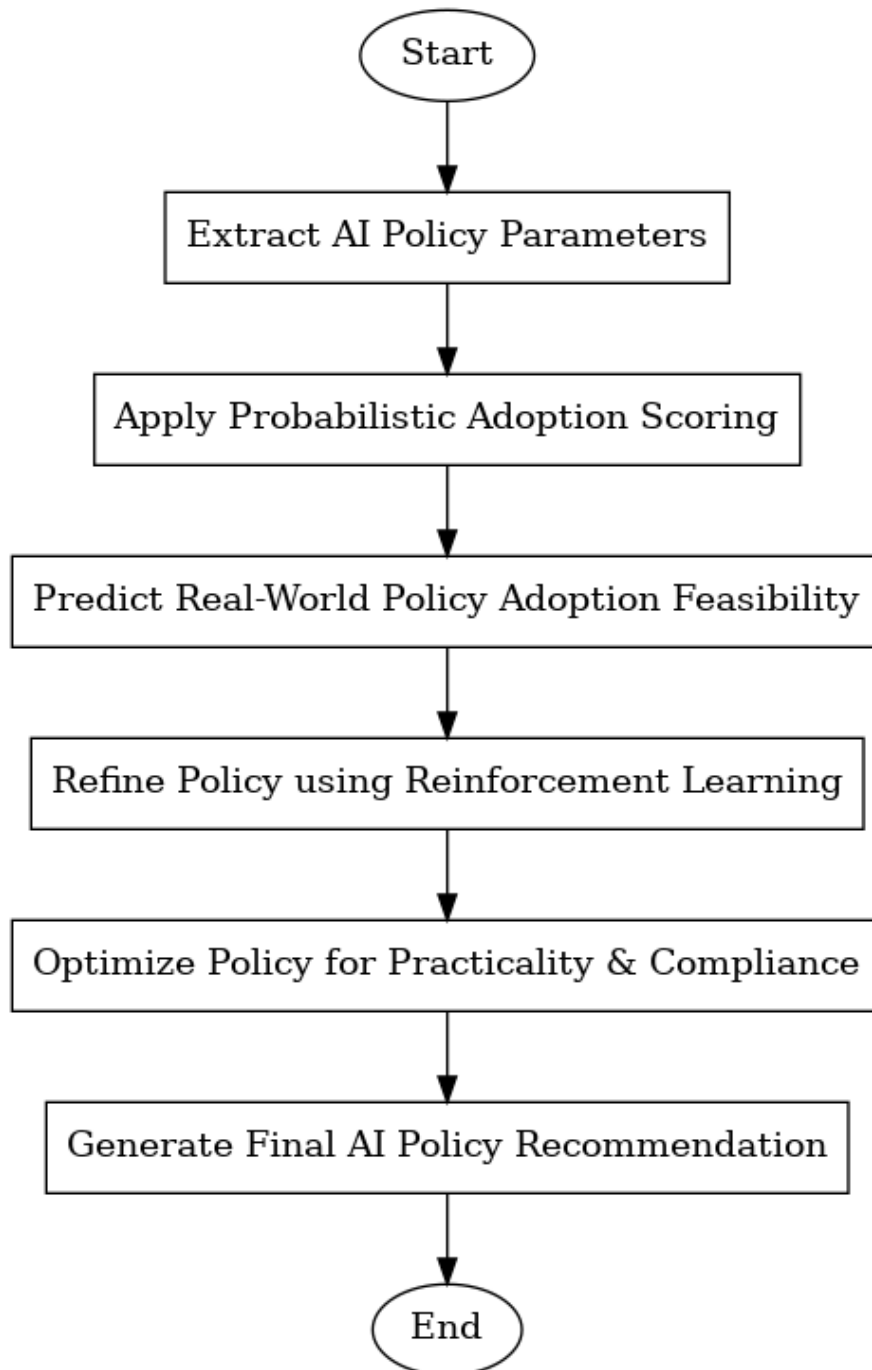 Start
Extract AI Policy Parameters
Apply Probabilistic Adoption Scoring
Predict Real-World Policy Adoption Feasibility
Refine Policy using Reinforcement Learning
Optimize Policy for Practicality & Compliance
Generate Final AI Policy Recommendation
End